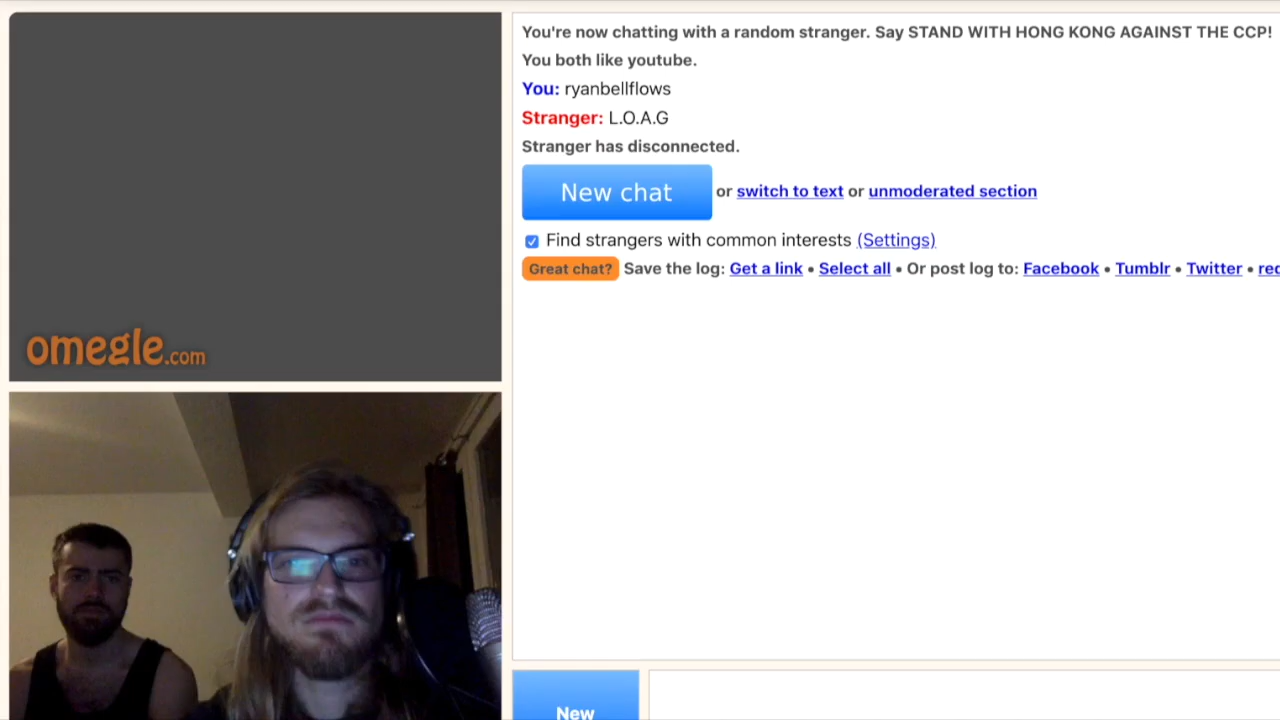 You're now chatting with a random stranger. Say STAND WITH HONG KONG AGAINST THE CCP!
You both like youtube.
You: ryanbellflows
Stranger: L.O.A.G
Stranger has disconnected.
New chat or switch to text or unmoderated section
Find strangers with common interests (Settings)
Great chat? Save the log: Get a link • Select all • Or post log to: Facebook • Tumblr • Twitter • red
omegle.com
New